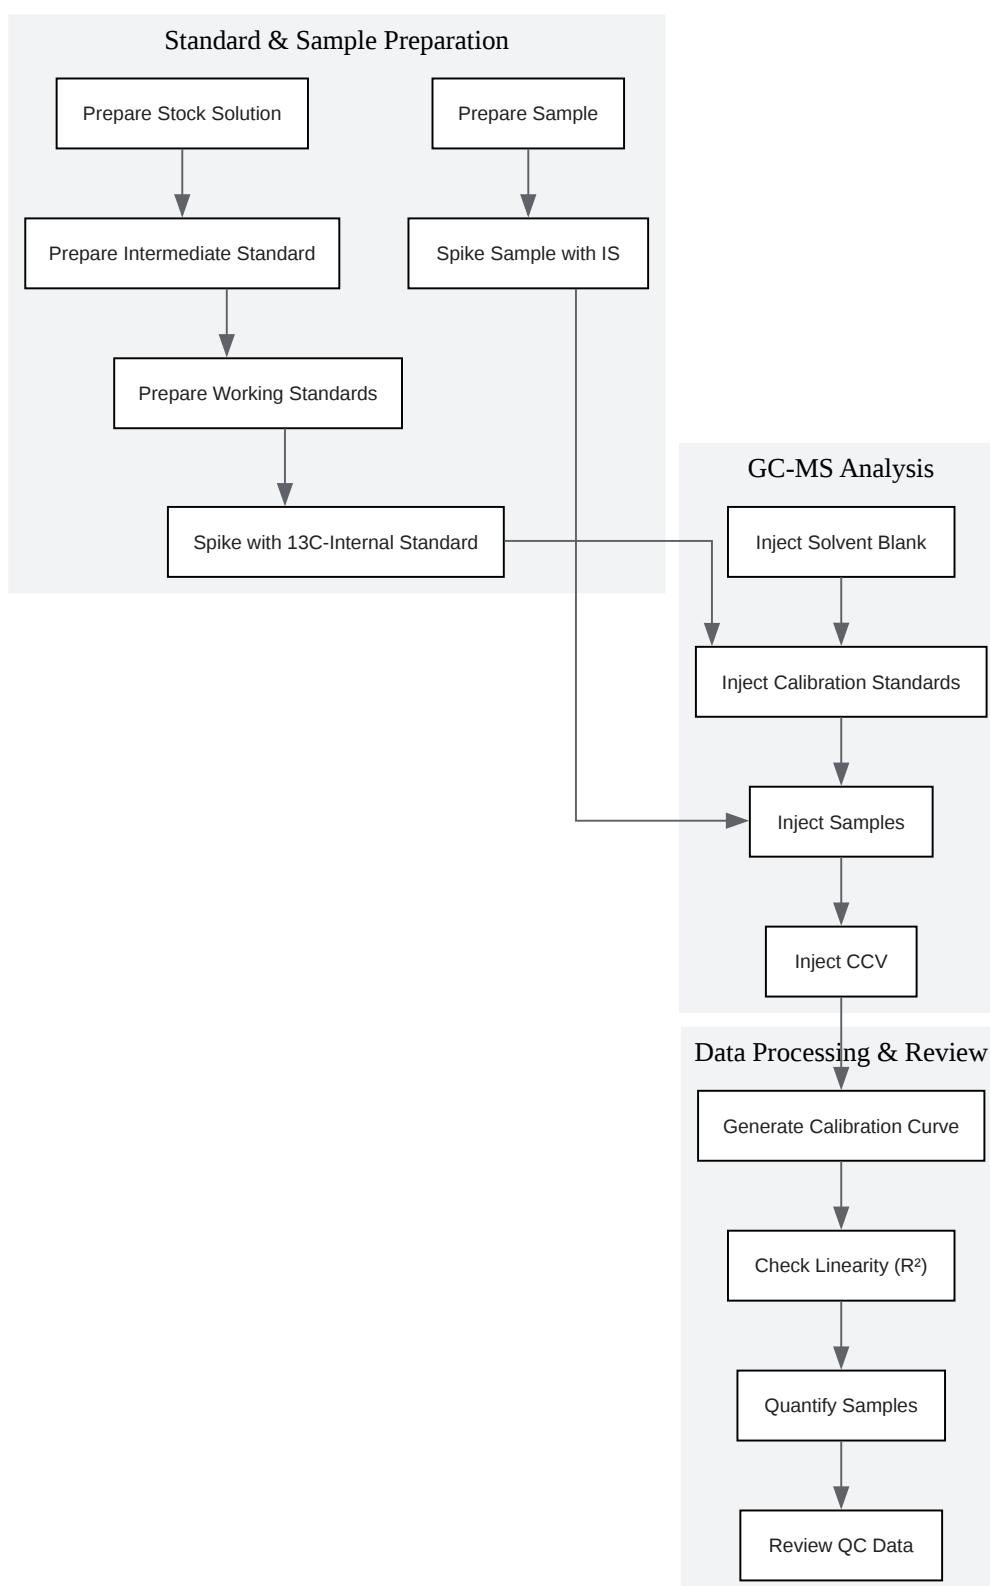 Standard & Sample Preparation
Prepare Stock Solution
Prepare Sample
Prepare Intermediate Standard
Spike Sample with IS
Prepare Working Standards
Spike with 13C-Internal Standard
GC-MS Analysis
Inject Solvent Blank
Inject Calibration Standards
Inject Samples
Inject CCV
Data Processing & Review
Generate Calibration Curve
Check Linearity (R²)
Quantify Samples
Review QC Data